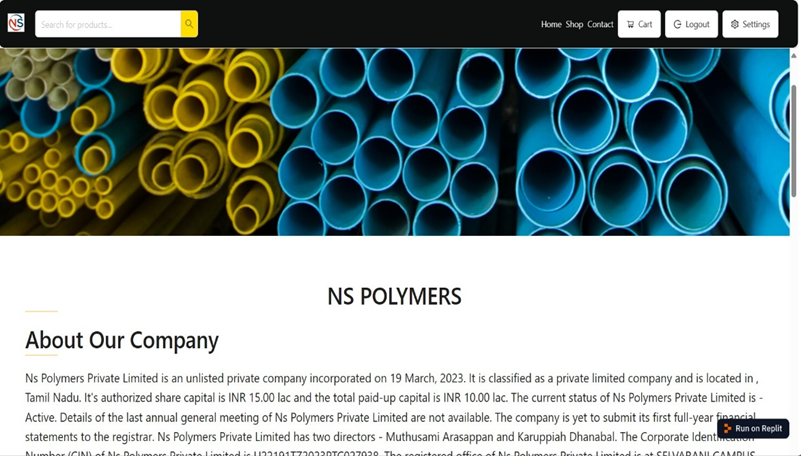 NS
Search for products...
Home Shop Contact Cart Logout Settings
NS POLYMERS
About Our Company
Ns Polymers Private Limited is an unlisted private company incorporated on 19 March, 2023. It is classified as a private limited company and is located in ,
Tamil Nadu. It's authorized share capital is INR 15.00 lac and the total paid-up capital is INR 10.00 lac. The current status of Ns Polymers Private Limited is -
Active. Details of the last annual general meeting of Ns Polymers Private Limited are not available. The company is yet to submit its first full-year financial
statements to the registrar. Ns Polymers Private Limited has two directors - Muthusami Arasappan and Karuppiah Dhanabal. The Corporate Identification
Run on Replit
Number (CIN) of Ns Polymers Private Limited is The registered office of Ns Polymers Private Limited is at SELVARANI CAMPUS